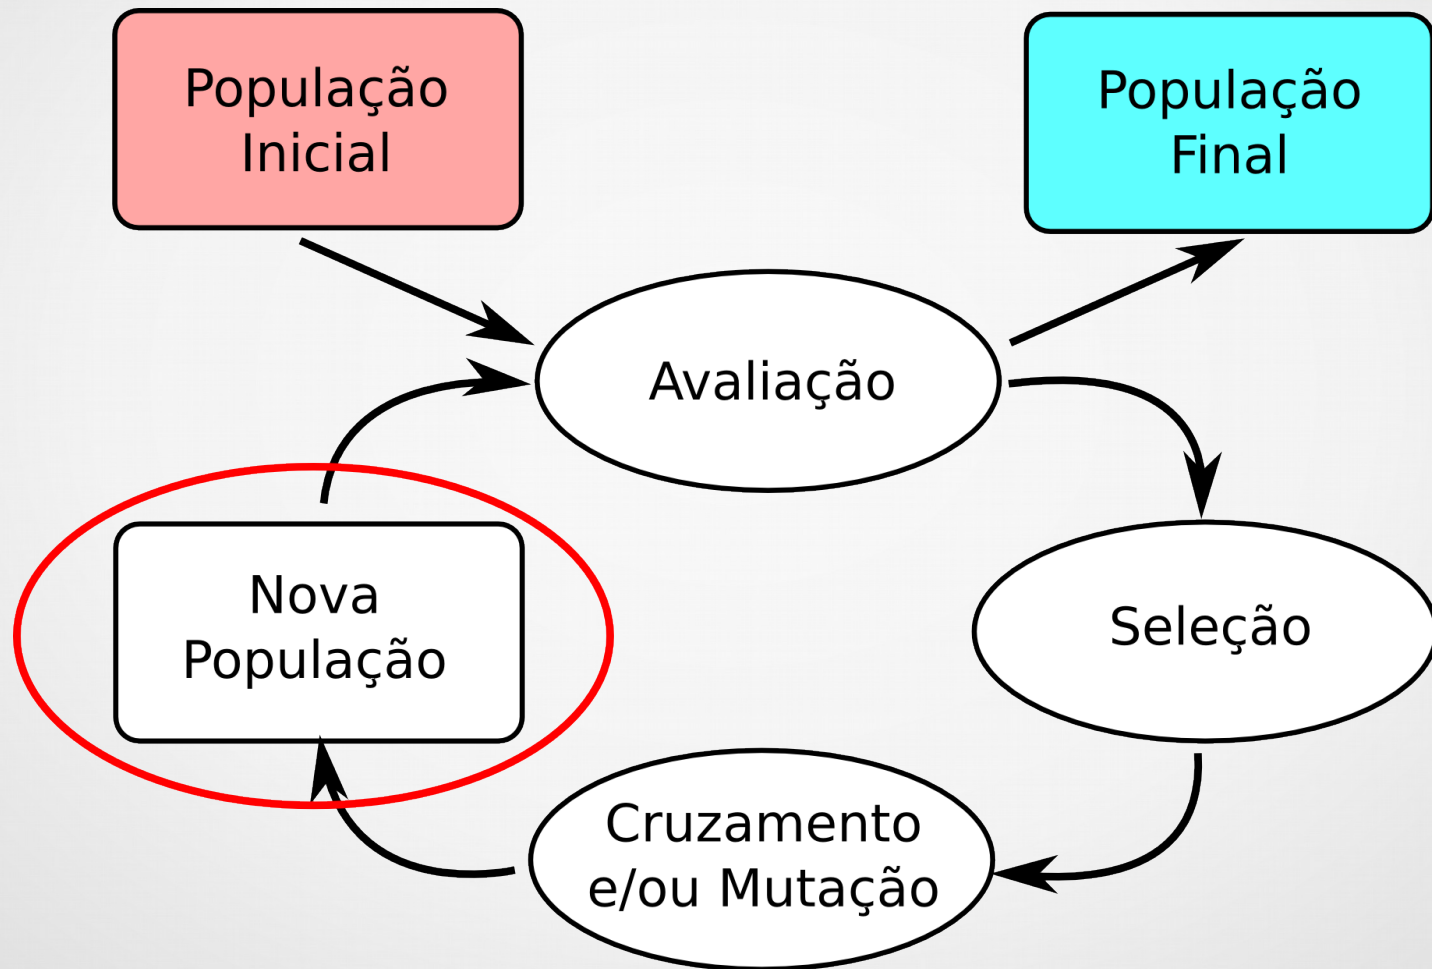 População
Inicial
População
Final
Avaliação
Nova
População
Seleção
Cruzamento
e/ou Mutação